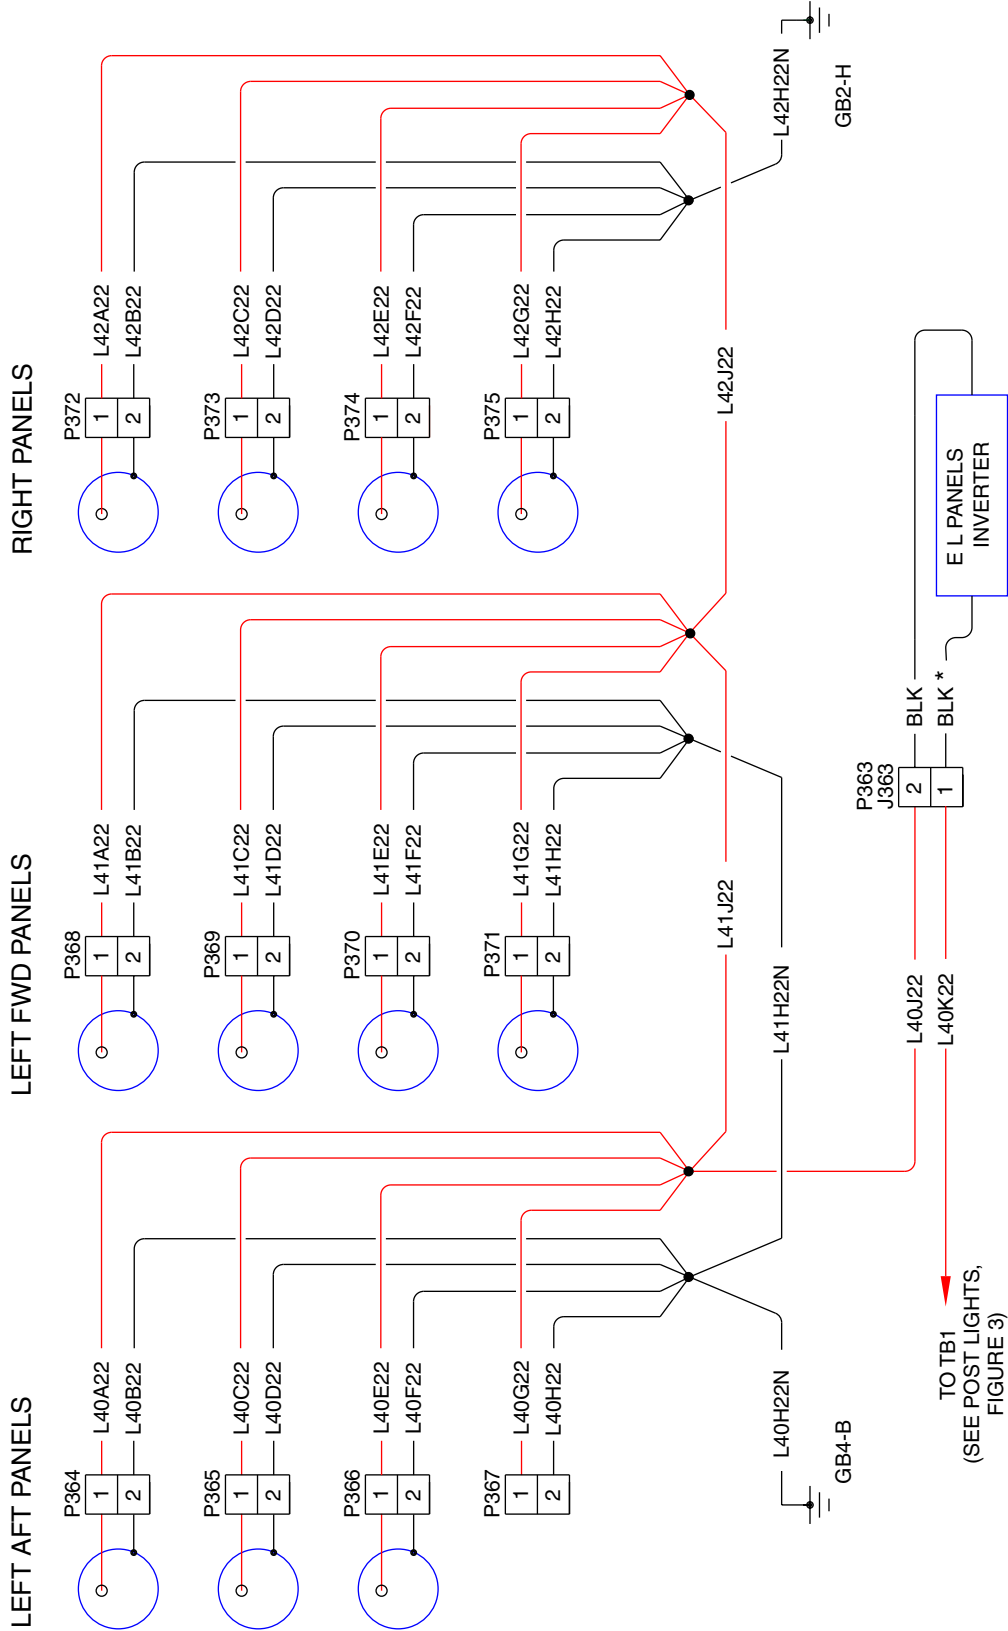 LEFT AFT PANELS
P364
1
2
L40A22
L40B22
P365
1
2
L40C22
L40D22
P366
1
2
L40E22
L40F22
P367
1
2
L40G22
L40H22
L40H22N
GB4-B
LEFT FWD PANELS
P368
1
2
L41A22
L41B22
P369
1
2
L41C22
L41D22
P370
1
2
L41E22
L41F22
P371
1
2
L41G22
L41H22
L41J22
L41H22N
RIGHT PANELS
P372
1
2
L42A22
L42B22
P373
1
2
L42C22
L42D22
P374
1
2
L42E22
L42F22
P375
1
2
L42G22
L42H22
L42J22
L42H22N
GB2-H
P363
J363
2
1
L40J22
L40K22
BLK
BLK *
E L PANELS
INVERTER
TO TB1
(SEE POST LIGHTS,
FIGURE 3)